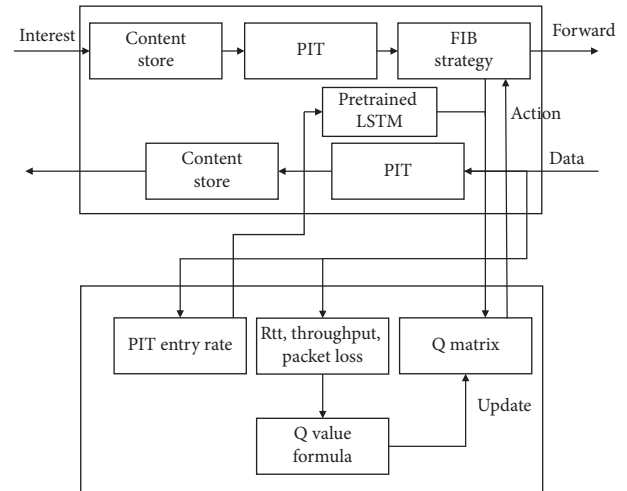 Interest
Content
store
PIT
FIB
strategy
Forward
Pretrained
LSTM
Action
Content
store
PIT
Data
PIT entry rate
Rtt, throughput,
packet loss
Q matrix
Q value
formula
Update